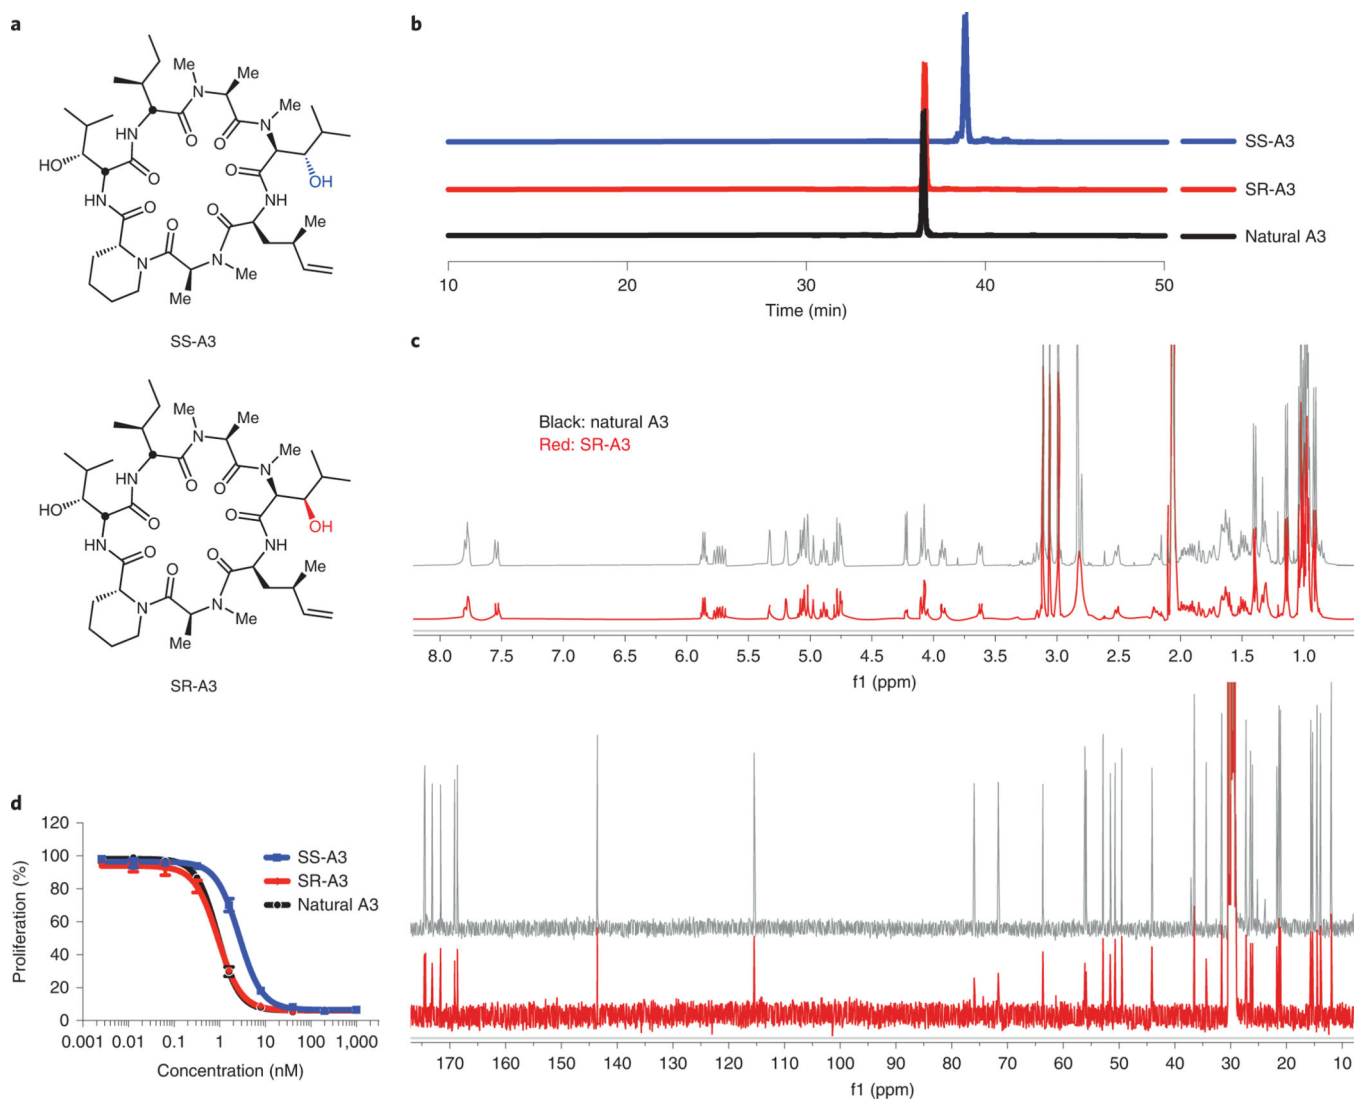 a
Me
N
Me
Me
N
HN
O
O
O
HO
O
O
OH
NH
NH
O
O
O
O
Me
N
N
Me
Me
SS-A3
Me
N
Me
Me
N
HN
O
O
O
HO
O
O
OH
NH
NH
O
O
O
O
Me
N
N
Me
Me
SR-A3
b
SS-A3
SR-A3
Natural A3
10 20 30 40 50
Time (min)
c
Black: natural A3
Red: SR-A3
8.0 7.5 7.0 6.5 6.0 5.5 5.0 4.5 4.0 3.5 3.0 2.5 2.0 1.5 1.0
f1 (ppm)
170 160 150 140 130 120 110 100 90 80 70 60 50 40 30 20 10
f1 (ppm)
d
120
100
80
60
40
20
0
Proliferation (%)
SS-A3
SR-A3
Natural A3
0.001 0.01 0.1 1 10 100 1,000
Concentration (nM)